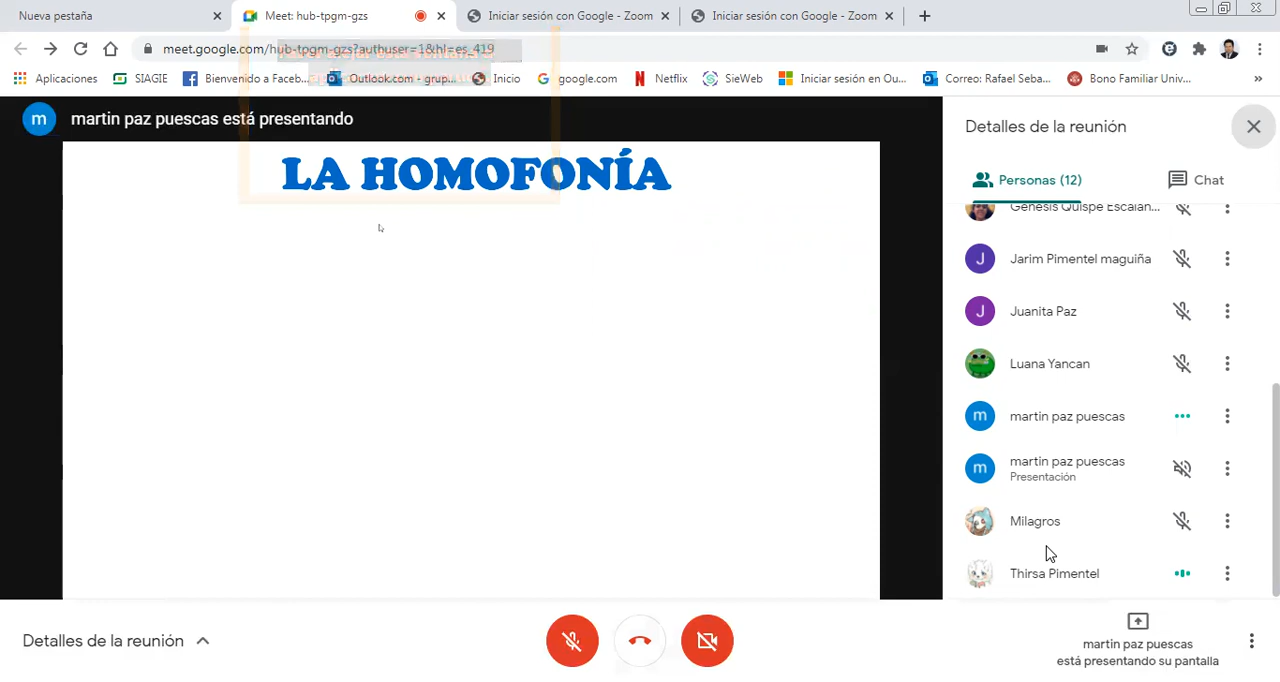 Nueva pestaña
Meet: hub-tpgm-gzs
Iniciar sesión con Google - Zoom
Iniciar sesión con Google - Zoom
meet.google.com/hub-tpgm-gzs?authuser=1&hl=es_419
Aplicaciones
SIAGIE
Bienvenido a Faceb...
Outlook.com - grup...
Inicio
google.com
Netflix
SieWeb
Iniciar sesión en Ou...
Correo: Rafael Seba...
Bono Familiar Univ...
»
m
martin paz puescas está presentando
LA HOMOFONÍA
Detalles de la reunión
Personas (12)
Chat
Genesis Quispe Escalan...
J
Jarim Pimentel maguiña
J
Juanita Paz
Luana Yancan
m
martin paz puescas
m
martin paz puescas
Presentación
Milagros
Thirsa Pimentel
Detalles de la reunión
martin paz puescas
está presentando su pantalla